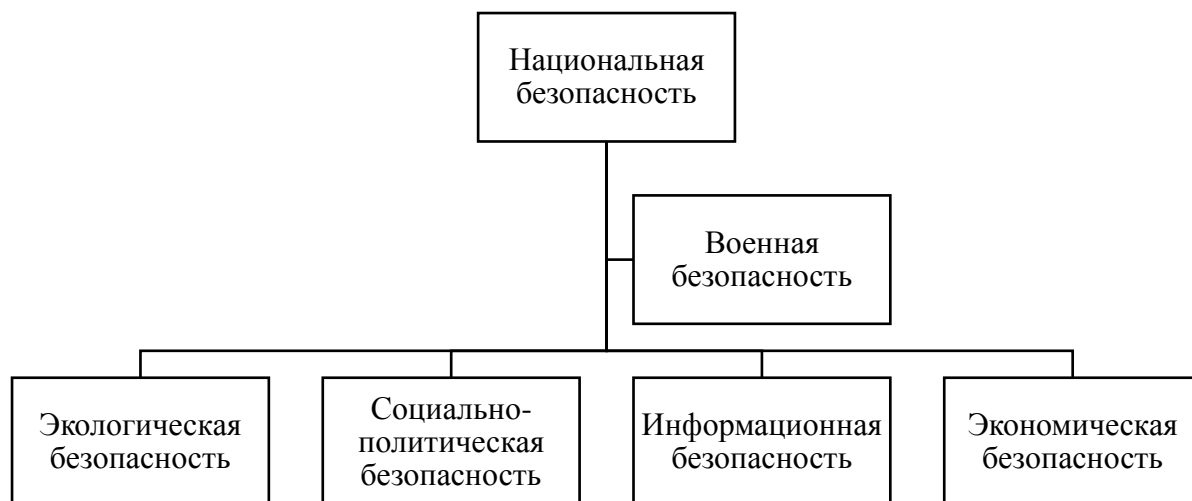 Национальная
безопасность
Военная
безопасность
Экологическая
безопасность
Социально-
политическая
безопасность
Информационная
безопасность
Экономическая
безопасность